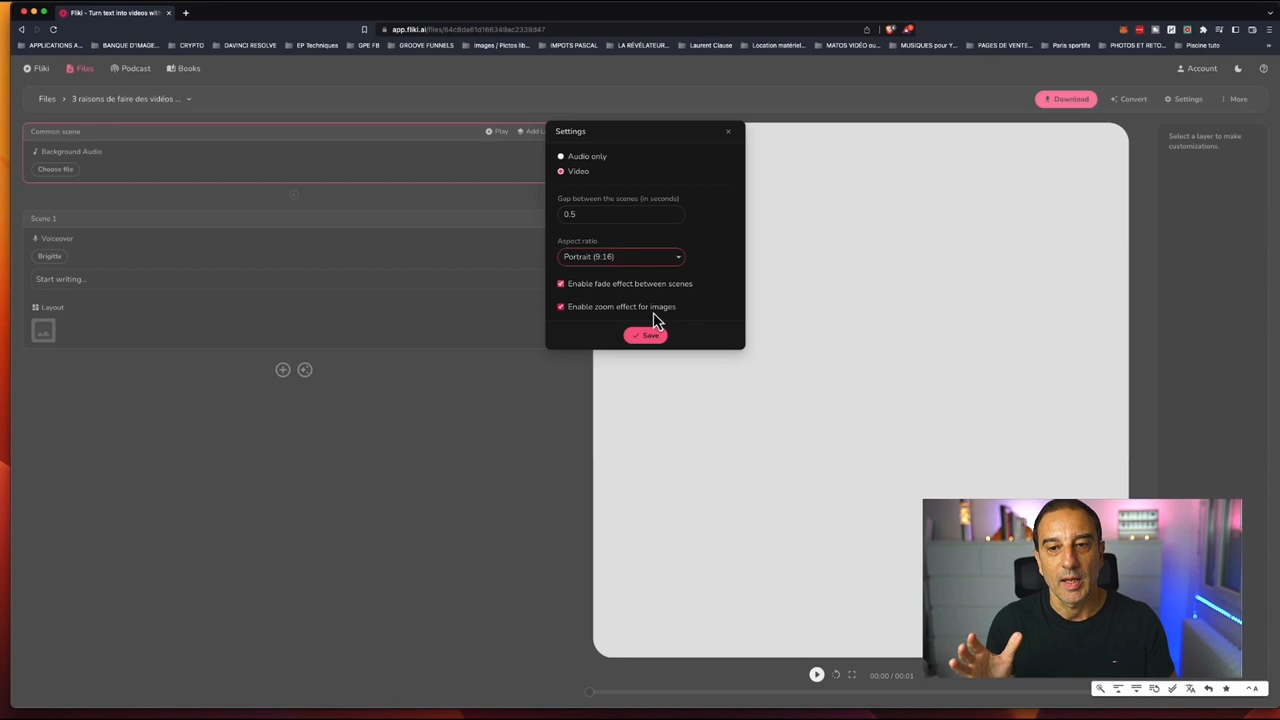 Fliki - Turn text into videos with
app.fliki.ai/files/64c8da61d166349ac2338d47
APPLICATIONS A... BANQUE D'IMAGE... CRYPTO DAVINCI RESOLVE EP Techniques GPE FB GROOVE FUNNELS Images / Pictos lib... IMPOTS PASCAL LA RÉVÉLATEUR... Laurent Clause Location matériel... MATOS VIDÉO ou... MUSIQUES pour Y... PAGES DE VENTE... Paris sportifs PHOTOS ET RETO... Piscine tuto
Fliki Files Podcast Books Account
Files > 3 raisons de faire des vidéos ... Download Convert Settings More
Common scene Play Add L
Background Audio
Choose file
Scene 1
Voiceover
Brigitte
Start writing...
Layout
Settings
Audio only
Video
Gap between the scenes (in seconds)
0.5
Aspect ratio
Portrait (9:16)
Enable fade effect between scenes
Enable zoom effect for images
Save
Select a layer to make
customizations.
00:00 / 00:01
A